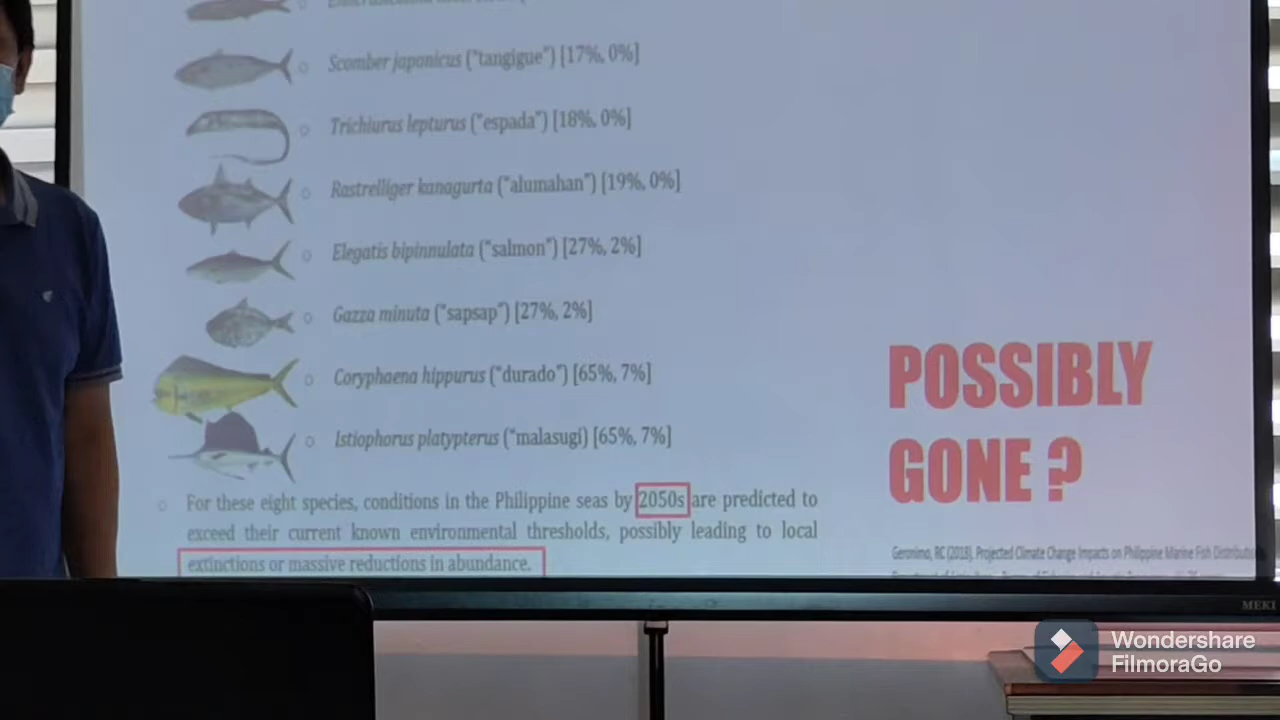 Scomber japonicus ("tangigue") [17%, 0%]
Trichiurus lepturus ("espada") [18%, 0%]
Rastrelliger kanagurta ("alumahan") [19%, 0%]
Elegatis bipinnulata ("salmon") [27%, 2%]
Gazza minuta ("sapsap") [27%, 2%]
Coryphaena hippurus ("durado") [65%, 7%]
Istiophorus platypterus ("malasugi) [65%, 7%]
For these eight species, conditions in the Philippine seas by 2050s are predicted to
exceed their current known environmental thresholds, possibly leading to local
extinctions or massive reductions in abundance.
POSSIBLY
GONE ?
Geronimo, RC (2018), Projected Climate Change Impacts on Philippine Marine Fish
MEKI
Wondershare
FilmoraGo